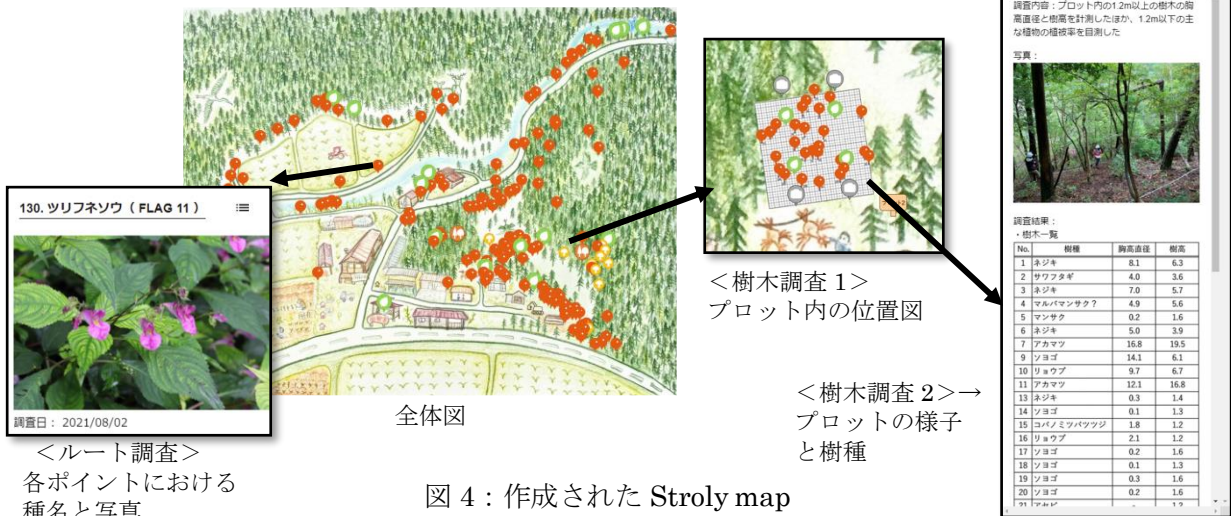 調査内容：プロット内の1.2m以上の樹木の胸
高直径と樹高を計測したほか、1.2m以下の主
な植物の植被率を目測した
写真：
130. ツリフネソウ（ FLAG 11 ）
調査日： 2021/08/02
＜ルート調査＞
各ポイントにおける
種名と写真
全体図
＜樹木調査 1＞
プロット内の位置図
＜樹木調査 2＞→
プロットの様子
と樹種
調査結果：
・樹木一覧
No. 樹種 胸高直径 樹高
1 ネジキ 8.1 6.3
2 サワフタギ 4.0 3.6
3 ネジキ 7.0 5.7
4 マルバマンサク？ 4.9 5.6
5 マンサク 0.2 1.6
6 ネジキ 5.0 3.9
7 アカマツ 16.8 19.5
9 ソヨゴ 14.1 6.1
10 リョウブ 9.7 6.7
11 アカマツ 12.1 16.8
13 ネジキ 0.3 1.4
14 ソヨゴ 0.1 1.3
15 コバノミツバツツジ 1.8 1.2
16 リョウブ 2.1 1.2
17 ソヨゴ 0.2 1.6
18 ソヨゴ 0.1 1.3
19 ソヨゴ 0.3 1.6
20 ソヨゴ 0.2 1.6
21 アセビ - 1.2
図 4：作成された Stroly map